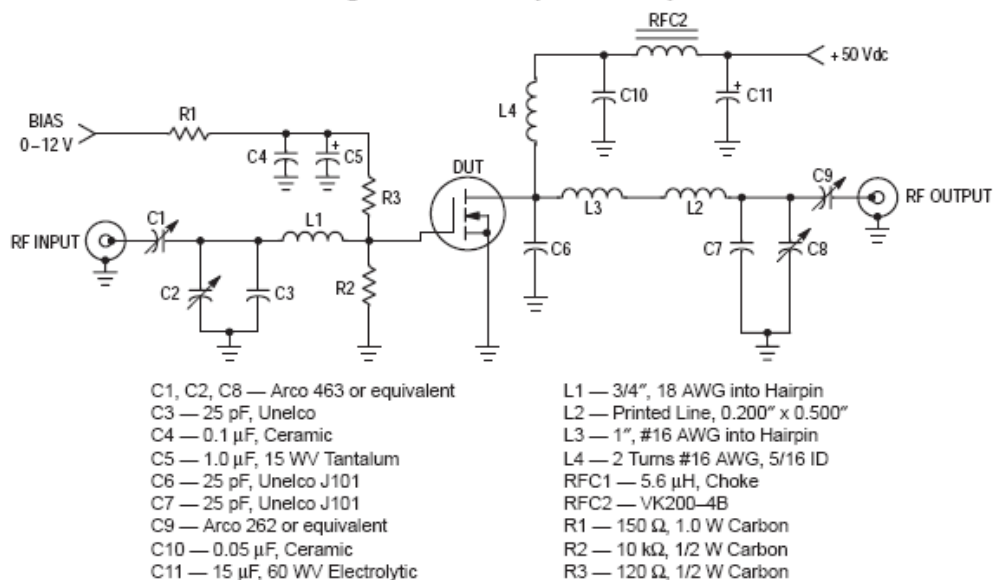 RFC2
+50 Vdc
L4
C10
C11
R1
BIAS
0–12 V
C4
C5
DUT
R3
C9
RF OUTPUT
L3
L2
C1
L1
RF INPUT
C6
C7
C8
C2
C3
R2
C1, C2, C8 — Arco 463 or equivalent
C3 — 25 pF, Unelco
C4 — 0.1 μF, Ceramic
C5 — 1.0 μF, 15 WV Tantalum
C6 — 25 pF, Unelco J101
C7 — 25 pF, Unelco J101
C9 — Arco 262 or equivalent
C10 — 0.05 μF, Ceramic
C11 — 15 μF, 60 WV Electrolytic
L1 — 3/4″, 18 AWG into Hairpin
L2 — Printed Line, 0.200″ x 0.500″
L3 — 1″, #16 AWG into Hairpin
L4 — 2 Turns #16 AWG, 5/16 ID
RFC1 — 5.6 μH, Choke
RFC2 — VK200–4B
R1 — 150 Ω, 1.0 W Carbon
R2 — 10 kΩ, 1/2 W Carbon
R3 — 120 Ω, 1/2 W Carbon